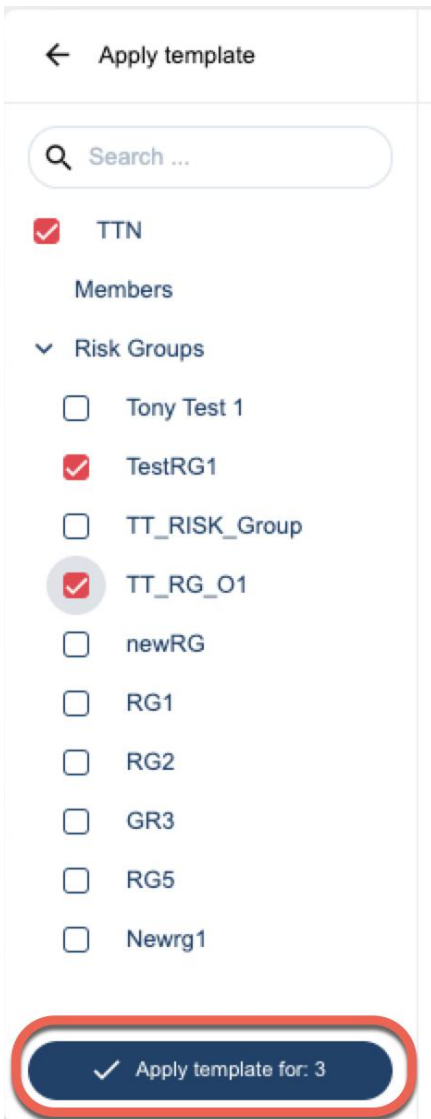 Apply template
Search ...
TTN
Members
Risk Groups
Tony Test 1
TestRG1
TT_RISK_Group
TT_RG_O1
newRG
RG1
RG2
GR3
RG5
Newrg1
Apply template for: 3